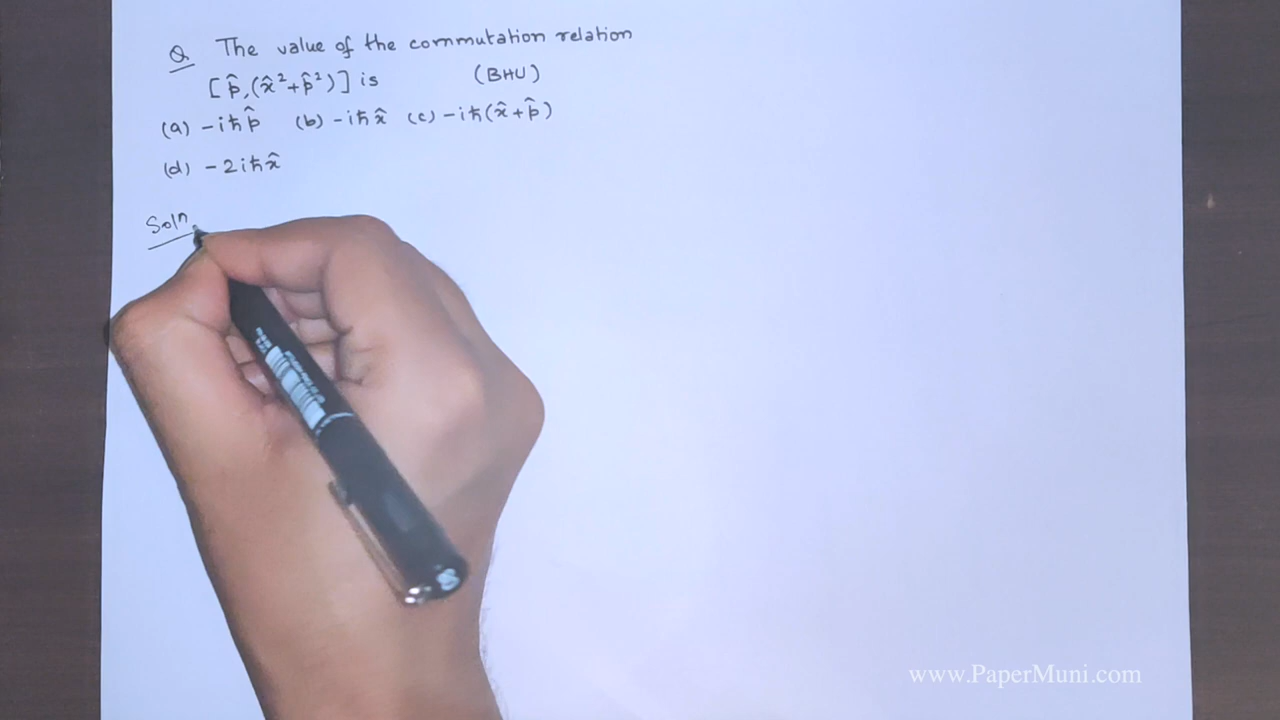 Q. The value of the commutation relation
[p̂,(x̂²+p̂²)] is (BHU)
(a) -iħp̂ (b) -iħx̂ (c) -iħ(x̂+p̂)
(d) -2iħx̂
Solⁿ
www.PaperMuni.com